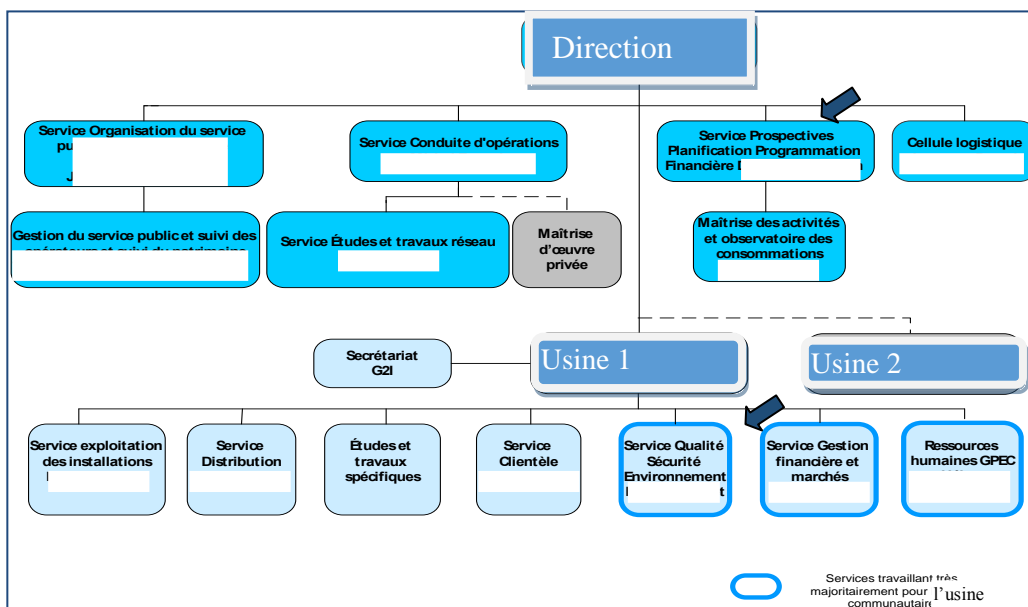 Direction
Service Organisation du service
Service Conduite d'opérations
Service Prospectives
Planification Programmation
Financière
Cellule logistique
Gestion du service public et suivi des
Service Études et travaux réseau
Maîtrise
d'œuvre
privée
Maîtrise des activités
et observatoire des
consommations
Secrétariat
G2I
Usine 1
Usine 2
Service exploitation
des installations
Service
Distribution
Études et
travaux
spécifiques
Service
Clientèle
Service Qualité
Sécurité
Environnement
Service Gestion
financière et
marchés
Ressources
humaines GPEC
Services travaillant très
majoritairement pour l'usine
communautaire